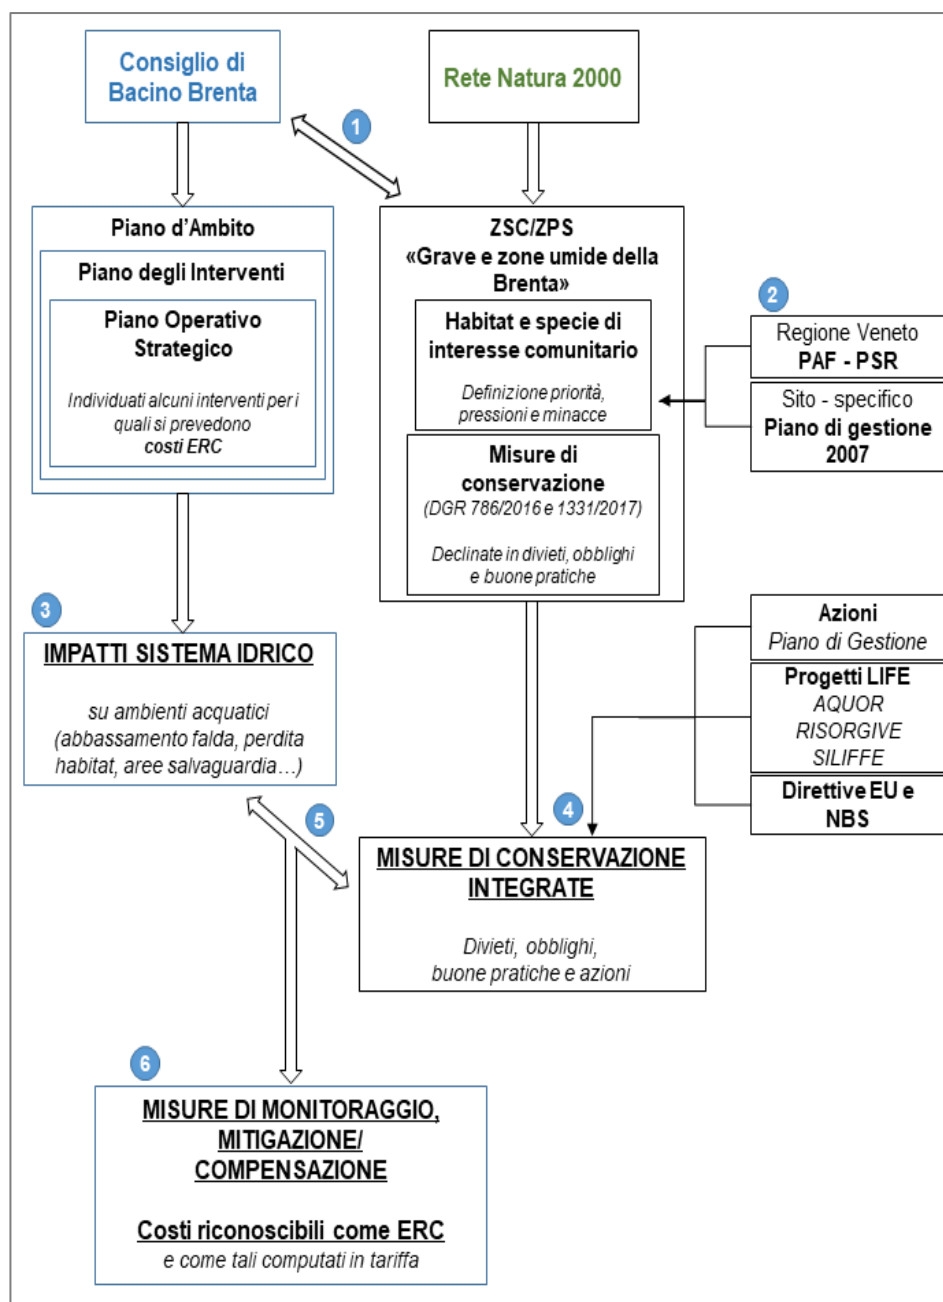 Consiglio di
Bacino Brenta
Rete Natura 2000
1
Piano d'Ambito
Piano degli Interventi
Piano Operativo
Strategico
Individuati alcuni interventi per i
quali si prevedono
costi ERC
ZSC/ZPS
«Grave e zone umide della
Brenta»
Habitat e specie di
interesse comunitario
Definizione priorità,
pressioni e minacce
Misure di
conservazione
(DGR 786/2016 e 1331/2017)
Declinate in divieti, obblighi
e buone pratiche
2
Regione Veneto
PAF - PSR
Sito - specifico
Piano di gestione
2007
3
IMPATTI SISTEMA IDRICO
su ambienti acquatici
(abbassamento falda, perdita
habitat, aree salvaguardia…)
Azioni
Piano di Gestione
Progetti LIFE
AQUOR
RISORGIVE
SILIFFE
Direttive EU e
NBS
4
5
MISURE DI CONSERVAZIONE
INTEGRATE
Divieti, obblighi,
buone pratiche e azioni
6
MISURE DI MONITORAGGIO,
MITIGAZIONE/
COMPENSAZIONE
Costi riconoscibili come ERC
e come tali computati in tariffa